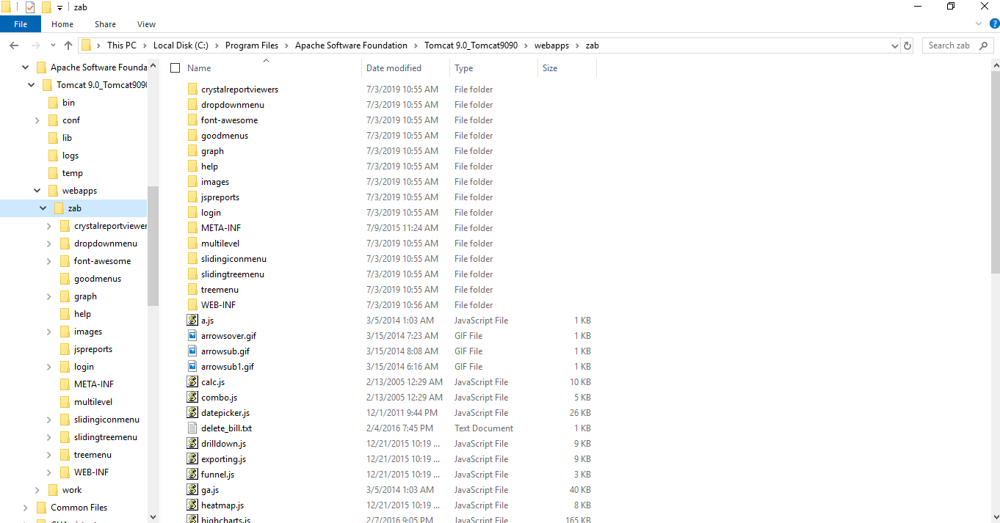 zab
File Home Share View
This PC Local Disk (C:) Program Files Apache Software Foundation Tomcat 9.0_Tomcat9090 webapps zab Search zab
Apache Software Founda
Tomcat 9.0_Tomcat9090
bin
conf
lib
logs
temp
webapps
zab
crystalreportviewer
dropdownmenu
font-awesome
goodmenus
graph
help
images
jspreports
login
META-INF
multilevel
slidingiconmenu
slidingtreemenu
treemenu
WEB-INF
work
Common Files
Name Date modified Type Size
crystalreportviewers 7/3/2019 10:55 AM File folder
dropdownmenu 7/3/2019 10:55 AM File folder
font-awesome 7/3/2019 10:55 AM File folder
goodmenus 7/3/2019 10:55 AM File folder
graph 7/3/2019 10:55 AM File folder
help 7/3/2019 10:55 AM File folder
images 7/3/2019 10:55 AM File folder
jspreports 7/3/2019 10:55 AM File folder
login 7/3/2019 10:55 AM File folder
META-INF 7/9/2015 11:24 AM File folder
multilevel 7/3/2019 10:55 AM File folder
slidingiconmenu 7/3/2019 10:55 AM File folder
slidingtreemenu 7/3/2019 10:55 AM File folder
treemenu 7/3/2019 10:55 AM File folder
WEB-INF 7/3/2019 10:56 AM File folder
a.js 3/5/2014 1:03 AM JavaScript File 1 KB
arrowsover.gif 3/15/2014 7:23 AM GIF File 1 KB
arrowsub.gif 3/15/2014 8:08 AM GIF File 1 KB
arrowsub1.gif 3/15/2014 6:16 AM GIF File 1 KB
calc.js 2/13/2005 12:29 AM JavaScript File 10 KB
combo.js 2/13/2005 12:29 AM JavaScript File 5 KB
datepicker.js 12/1/2011 9:44 PM JavaScript File 26 KB
delete_bill.txt 2/4/2016 7:45 PM Text Document 1 KB
drilldown.js 12/21/2015 10:19 ... JavaScript File 9 KB
exporting.js 12/21/2015 10:19 ... JavaScript File 9 KB
funnel.js 12/21/2015 10:19 ... JavaScript File 3 KB
ga.js 3/5/2014 1:03 AM JavaScript File 40 KB
heatmap.js 12/21/2015 10:19 ... JavaScript File 8 KB
highcharts.js 2/7/2016 9:05 PM JavaScript File 165 KB